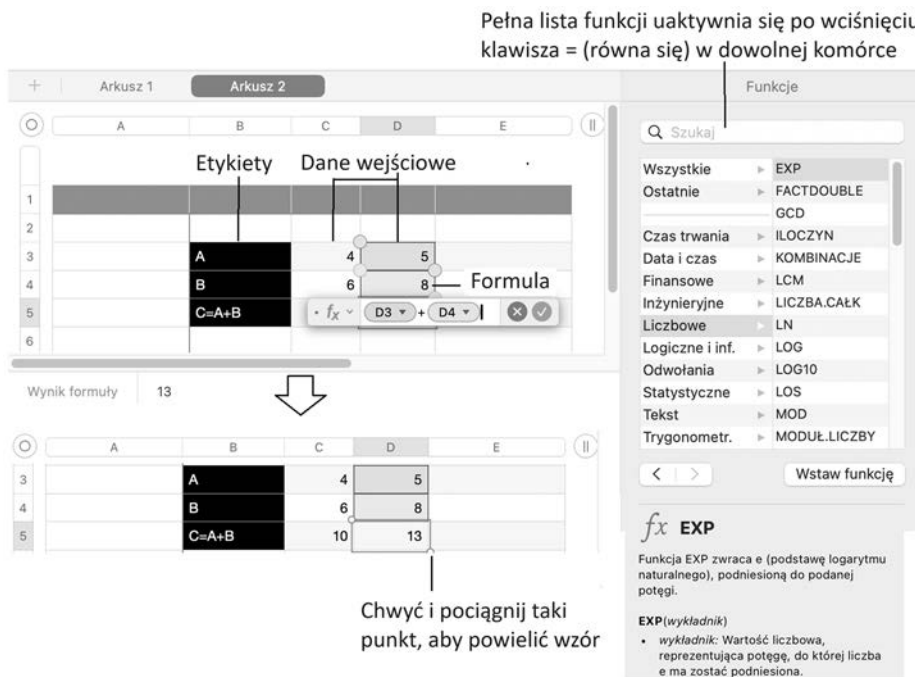 Pełna lista funkcji uaktywnia się po wciśnięciu
klawisza = (równa się) w dowolnej komórce
+ Arkusz 1 Arkusz 2
A B C D E
Etykiety Dane wejściowe
1
2
3 A 4 5
4 B 6 8 Formula
5 C=A+B fx D3 + D4
6
Wynik formuły 13
A B C D E
3 A 4 5
4 B 6 8
5 C=A+B 10 13
Chwyć i pociągnij taki
punkt, aby powielić wzór
Funkcje
Szukaj
Wszystkie EXP
Ostatnie FACTDOUBLE
GCD
Czas trwania ILOCZYN
Data i czas KOMBINACJE
Finansowe LCM
Inżynieryjne LICZBA.CAŁK
Liczbowe LN
Logiczne i inf. LOG
Odwołania LOG10
Statystyczne LOS
Tekst MOD
Trygonometr. MODUŁ.LICZBY
< > Wstaw funkcję
fx EXP
Funkcja EXP zwraca e (podstawę logarytmu
naturalnego), podniesioną do podanej
potęgi.
EXP(wykładnik)
• wykładnik: Wartość liczbowa,
reprezentująca potęgę, do której liczba
e ma zostać podniesiona.